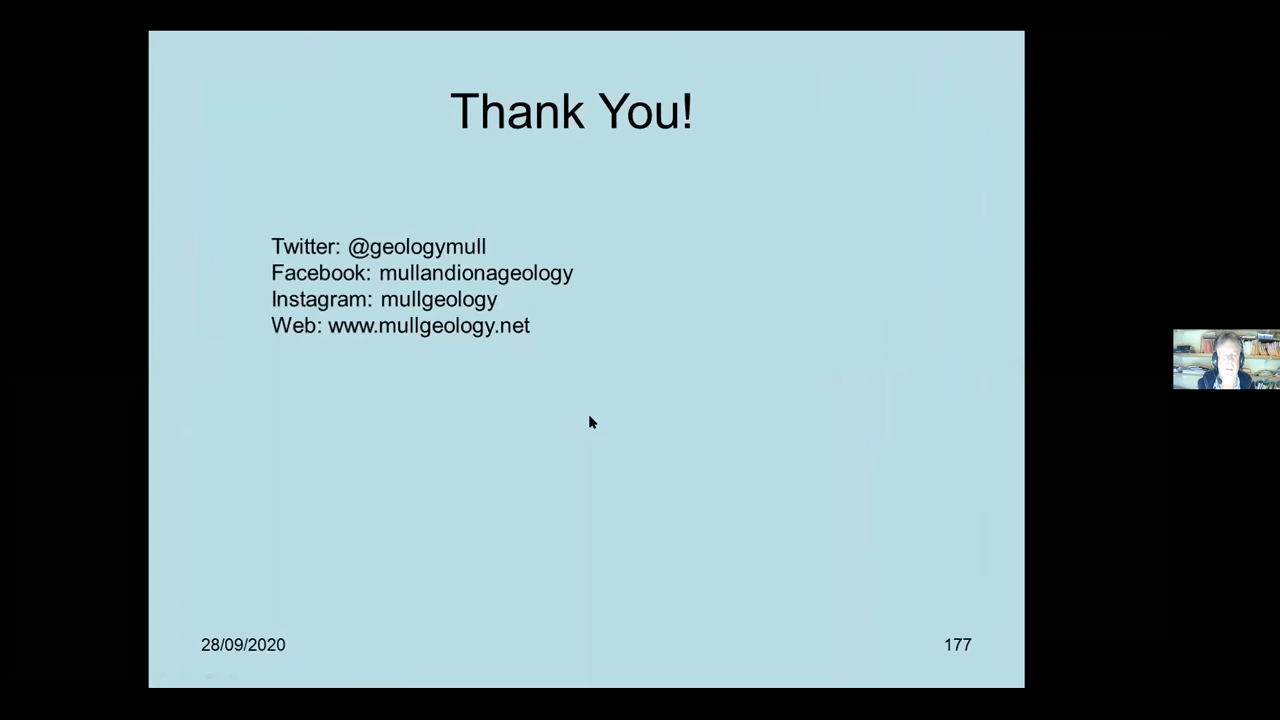 Thank You!
Twitter: @geologymull
Facebook: mullandionageology
Instagram: mullgeology
Web: www.mullgeology.net
28/09/2020
177